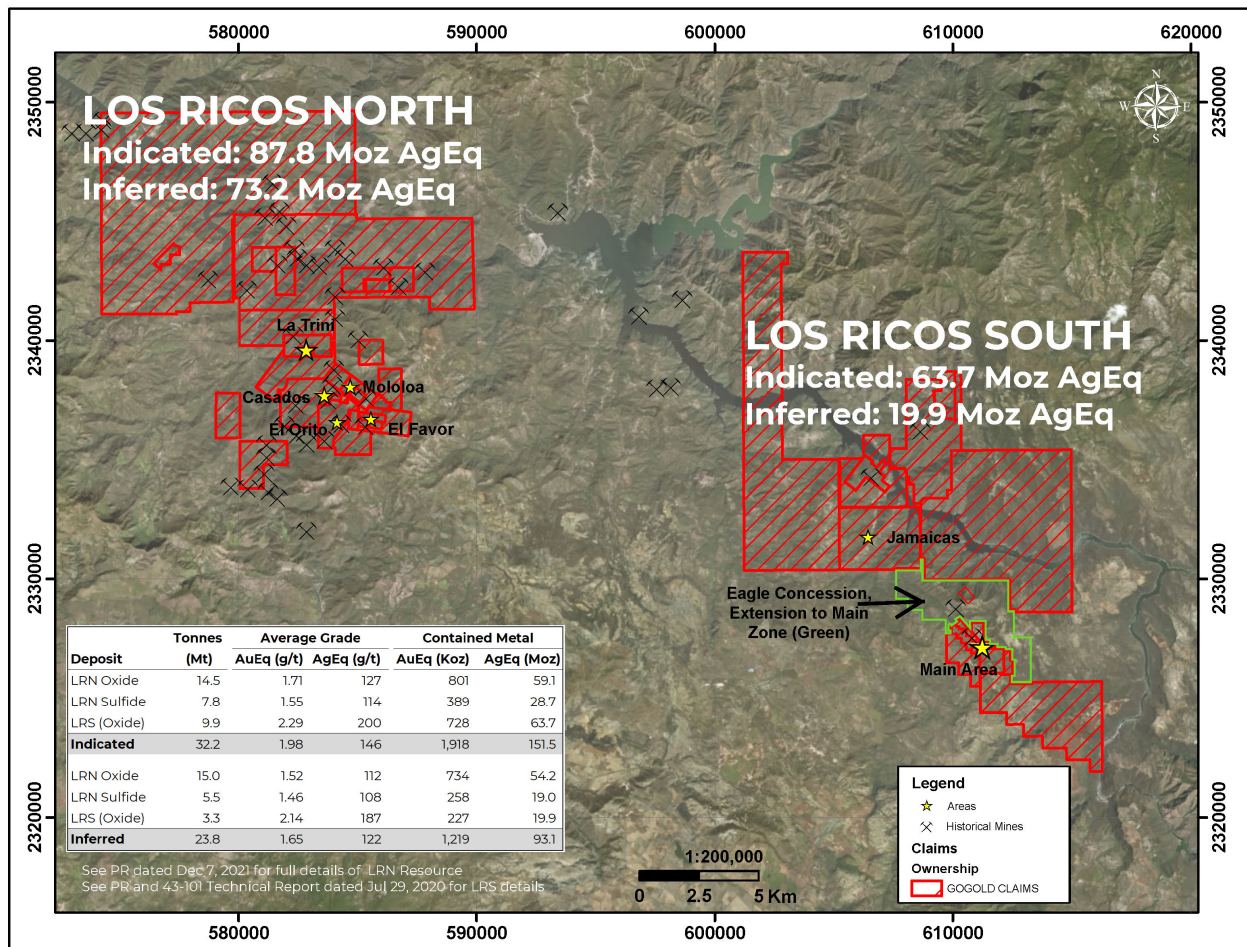 580000 590000 600000 610000 620000
2350000 2350000
N
W E
S
LOS RICOS NORTH
Indicated: 87.8 Moz AgEq
Inferred: 73.2 Moz AgEq
2340000 2340000
La Trini
Mololoa
Casados
El Orito
El Favor
LOS RICOS SOUTH
Indicated: 63.7 Moz AgEq
Inferred: 19.9 Moz AgEq
Jamaicas
2330000 2330000
Eagle Concession,
Extension to Main
Zone (Green)
Main Area
Tonnes Average Grade Contained Metal
Deposit (Mt) AuEq (g/t) AgEq (g/t) AuEq (Koz) AgEq (Moz)
LRN Oxide 14.5 1.71 127 801 59.1
LRN Sulfide 7.8 1.55 114 389 28.7
LRS (Oxide) 9.9 2.29 200 728 63.7
Indicated 32.2 1.98 146 1,918 151.5
LRN Oxide 15.0 1.52 112 734 54.2
LRN Sulfide 5.5 1.46 108 258 19.0
LRS (Oxide) 3.3 2.14 187 227 19.9
Inferred 23.8 1.65 122 1,219 93.1
2320000 2320000
See PR dated Dec 7, 2021 for full details of LRN Resource
See PR and 43-101 Technical Report dated Jul 29, 2020 for LRS details
1:200,000
0 2.5 5 Km
Legend
Areas
Historical Mines
Claims
Ownership
GOGOLD CLAIMS
580000 590000 600000 610000